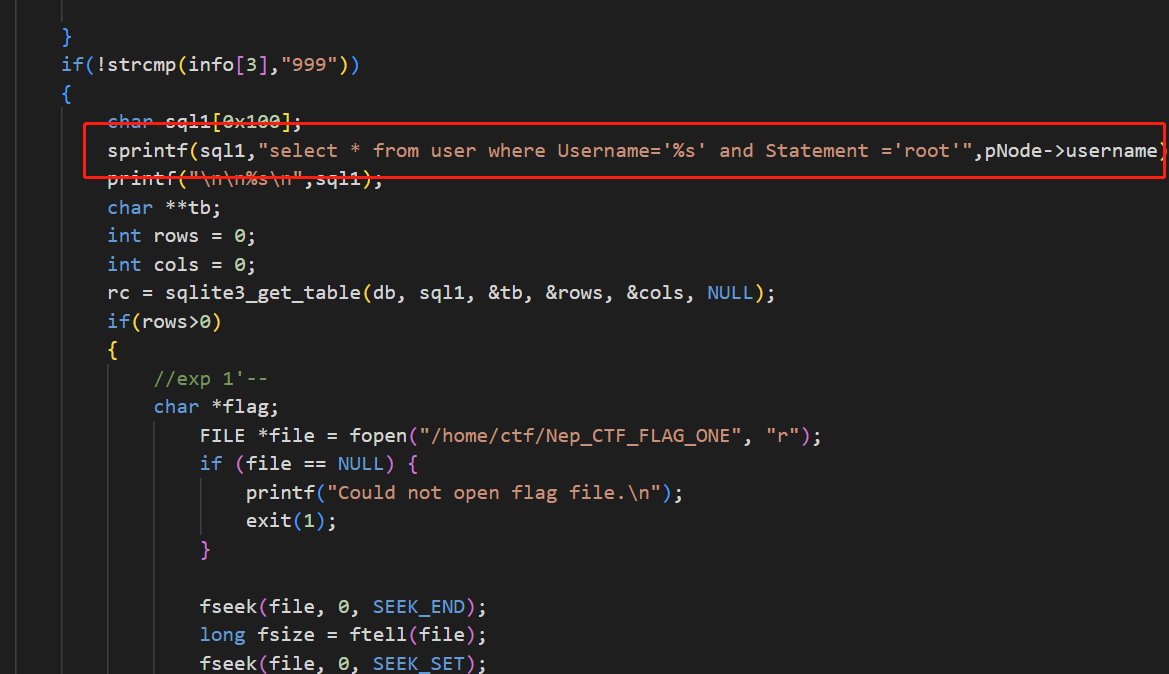 }
if(!strcmp(info[3],"999"))
{
char sql1[0x100];
sprintf(sql1,"select * from user where Username='%s' and Statement ='root'",pNode->username)
printf("\n\n%s\n",sql1);
char **tb;
int rows = 0;
int cols = 0;
rc = sqlite3_get_table(db, sql1, &tb, &rows, &cols, NULL);
if(rows>0)
{
//exp 1'--
char *flag;
FILE *file = fopen("/home/ctf/Nep_CTF_FLAG_ONE", "r");
if (file == NULL) {
printf("Could not open flag file.\n");
exit(1);
}
fseek(file, 0, SEEK_END);
long fsize = ftell(file);
fseek(file, 0, SEEK_SET);